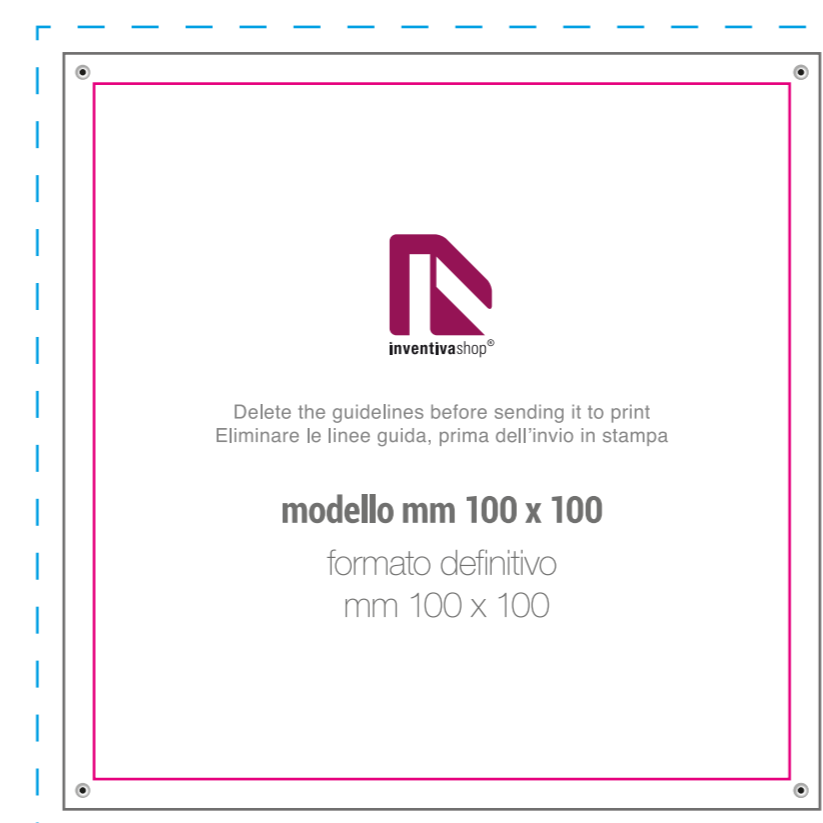 inventivashop®
Delete the guidelines before sending it to print
Eliminare le linee guida, prima dell'invio in stampa
modello mm 100 x 100
formato definitivo
mm 100 x 100